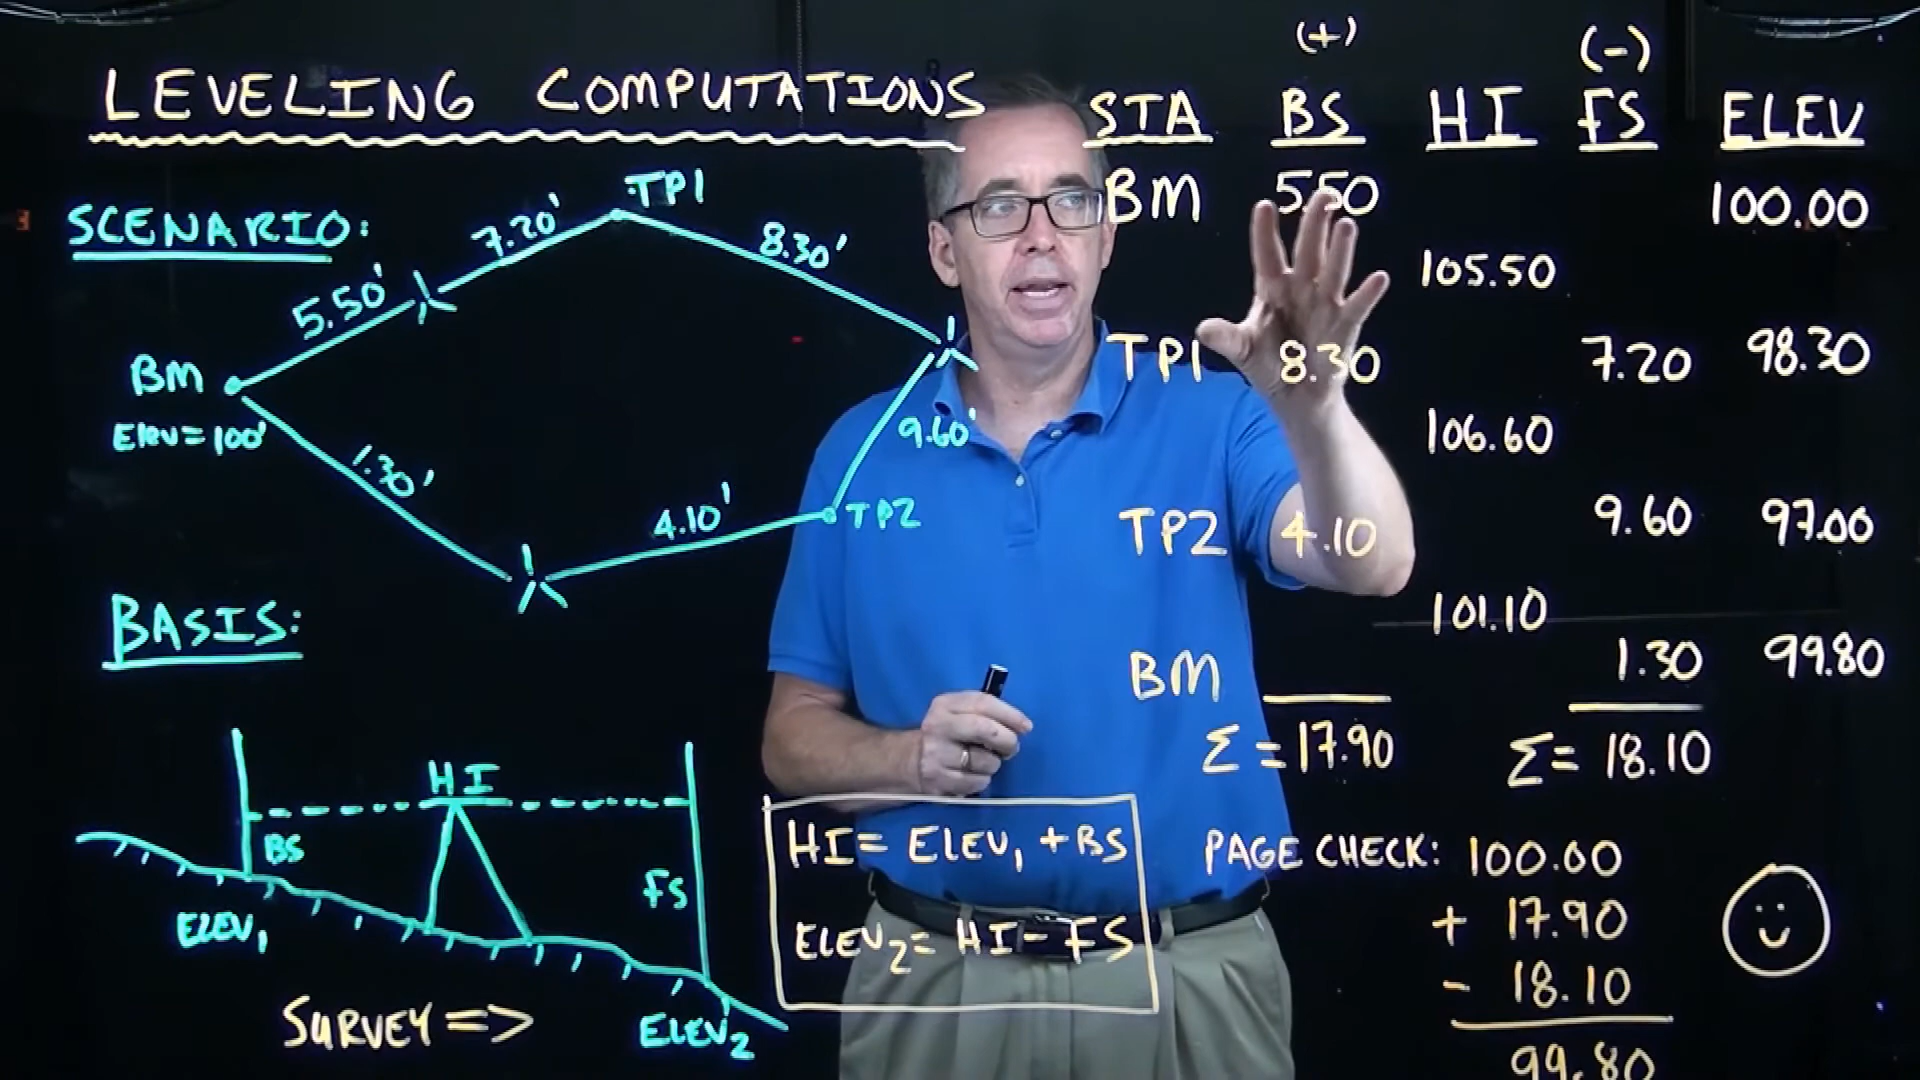 LEVELING COMPUTATIONS
SCENARIO:
TP1
7.20'
8.30'
5.50'
BM
Elev=100'
9.60'
1.30'
4.10'
TP2
BASIS:
HI
BS
FS
ELEV1
ELEV2
SURVEY =>
HI = ELEV1 + BS
ELEV2 = HI - FS
(+) (-)
STA BS HI FS ELEV
BM 5.50 100.00
105.50
TP1 8.30 7.20 98.30
106.60
TP2 4.10 9.60 97.00
101.10
BM 1.30 99.80
Σ = 17.90 Σ = 18.10
PAGE CHECK: 100.00
+ 17.90
- 18.10
99.80